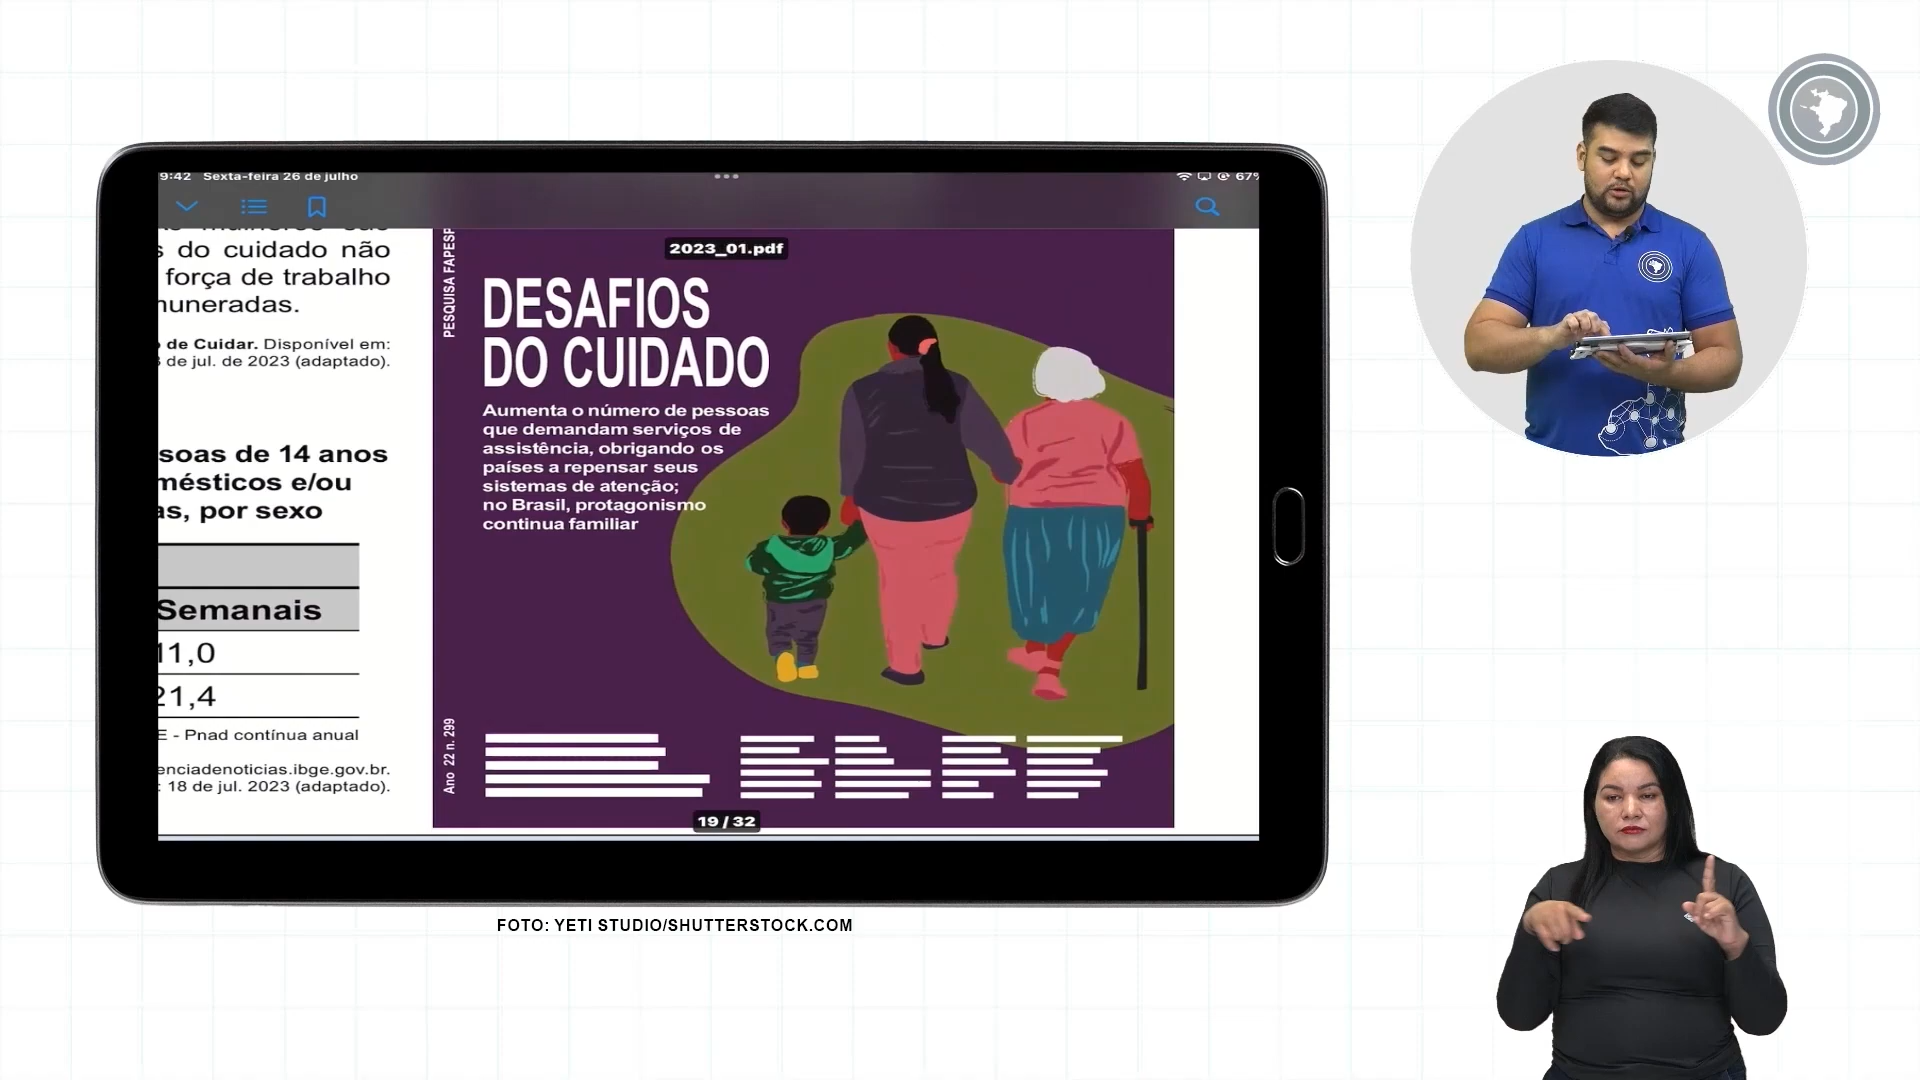 9:42 Sexta-feira 26 de julho
67%
s do cuidado não
força de trabalho
muneradas.
de Cuidar. Disponível em:
de jul. de 2023 (adaptado).
soas de 14 anos
mésticos e/ou
as, por sexo
Semanais
11,0
21,4
E - Pnad contínua anual
enciadenoticias.ibge.gov.br.
: 18 de jul. 2023 (adaptado).
PESQUISA FAPESP
2023_01.pdf
DESAFIOS
DO CUIDADO
Aumenta o número de pessoas
que demandam serviços de
assistência, obrigando os
países a repensar seus
sistemas de atenção;
no Brasil, protagonismo
continua familiar
Ano 22 n. 299
19 / 32
FOTO: YETI STUDIO/SHUTTERSTOCK.COM